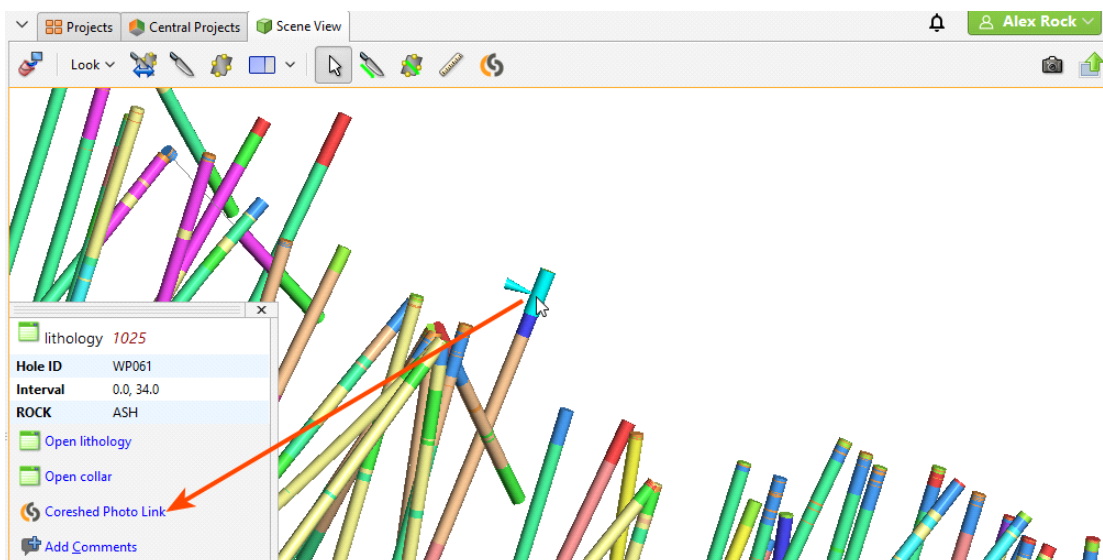 Projects Central Projects Scene View Alex Rock
Look
lithology 1025
Hole ID WP061
Interval 0.0, 34.0
ROCK ASH
Open lithology
Open collar
Coreshed Photo Link
Add Comments